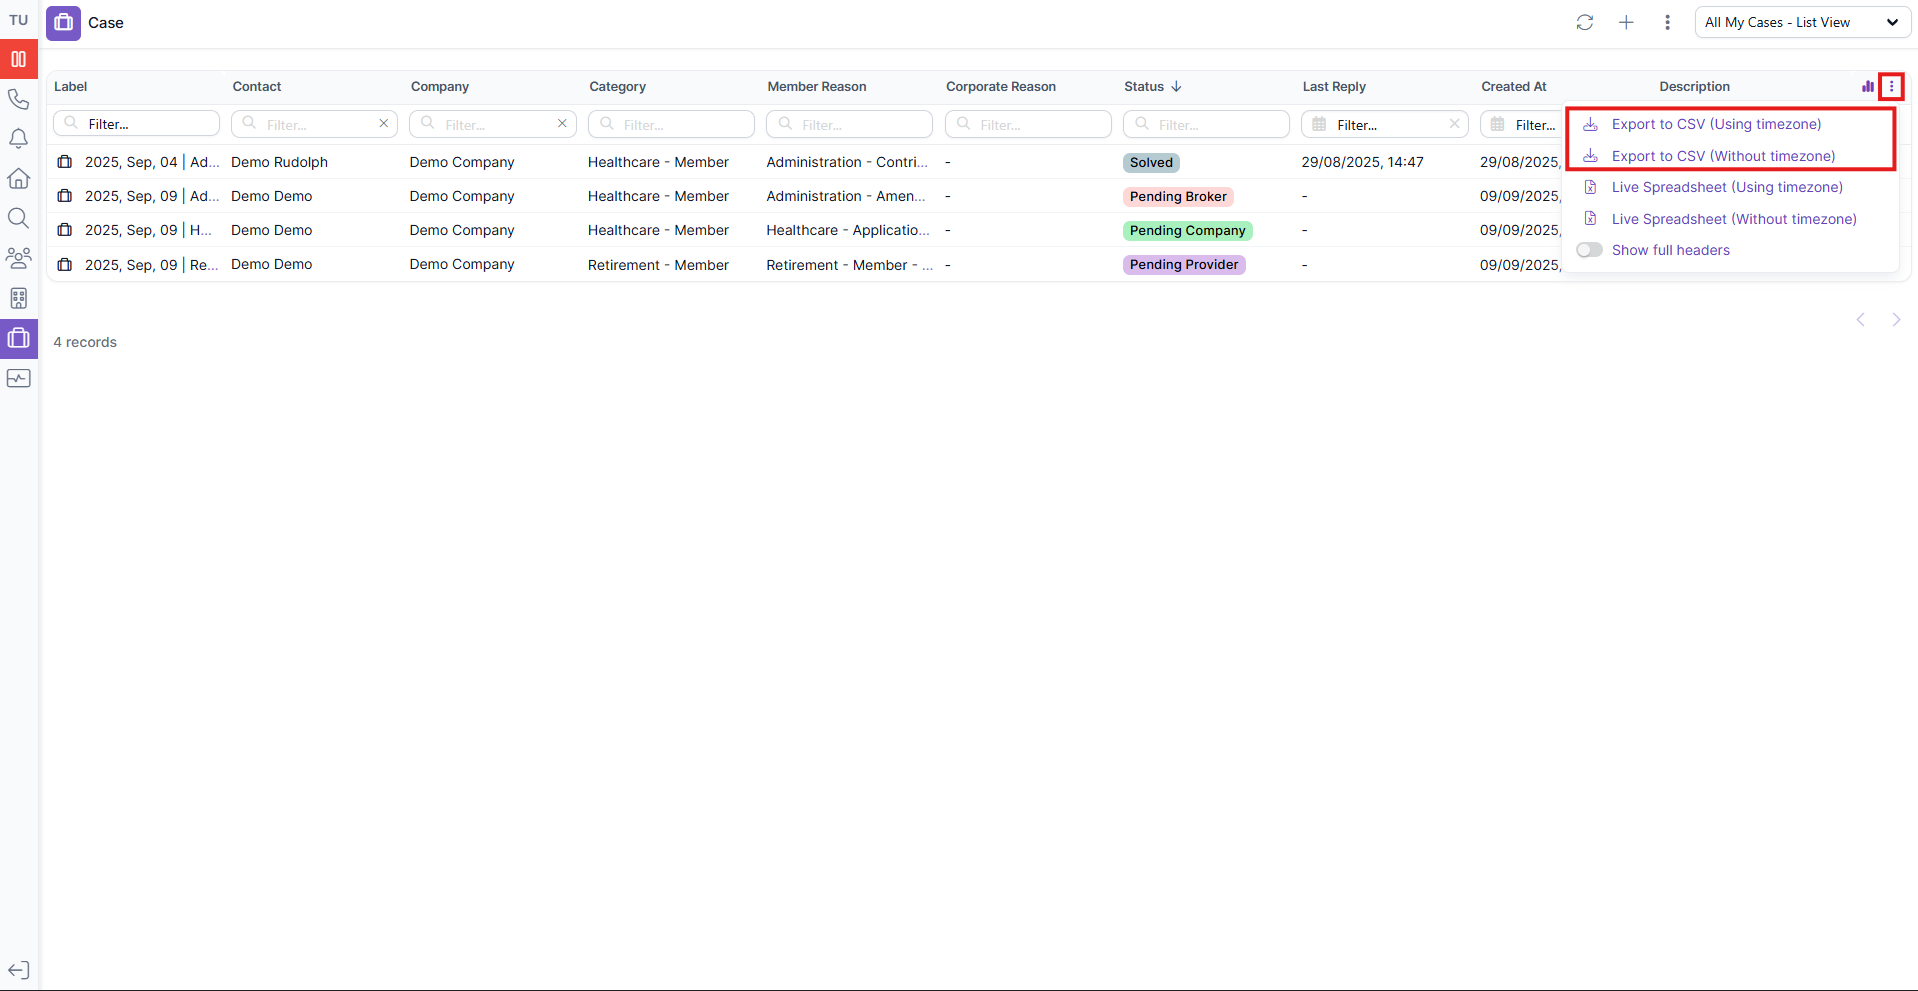 TU
Case
All My Cases - List View
Label Contact Company Category Member Reason Corporate Reason Status Last Reply Created At Description
Filter... Filter... Filter... Filter... Filter... Filter... Filter... Filter... Filter...
Export to CSV (Using timezone)
Export to CSV (Without timezone)
Live Spreadsheet (Using timezone)
Live Spreadsheet (Without timezone)
Show full headers
2025, Sep, 04 | Ad... Demo Rudolph Demo Company Healthcare - Member Administration - Contri... - Solved 29/08/2025, 14:47 29/08/2025,
2025, Sep, 09 | Ad... Demo Demo Demo Company Healthcare - Member Administration - Amen... - Pending Broker - 09/09/2025,
2025, Sep, 09 | H... Demo Demo Demo Company Healthcare - Member Healthcare - Applicatio... - Pending Company - 09/09/2025,
2025, Sep, 09 | Re... Demo Demo Demo Company Retirement - Member Retirement - Member - ... - Pending Provider - 09/09/2025,
4 records